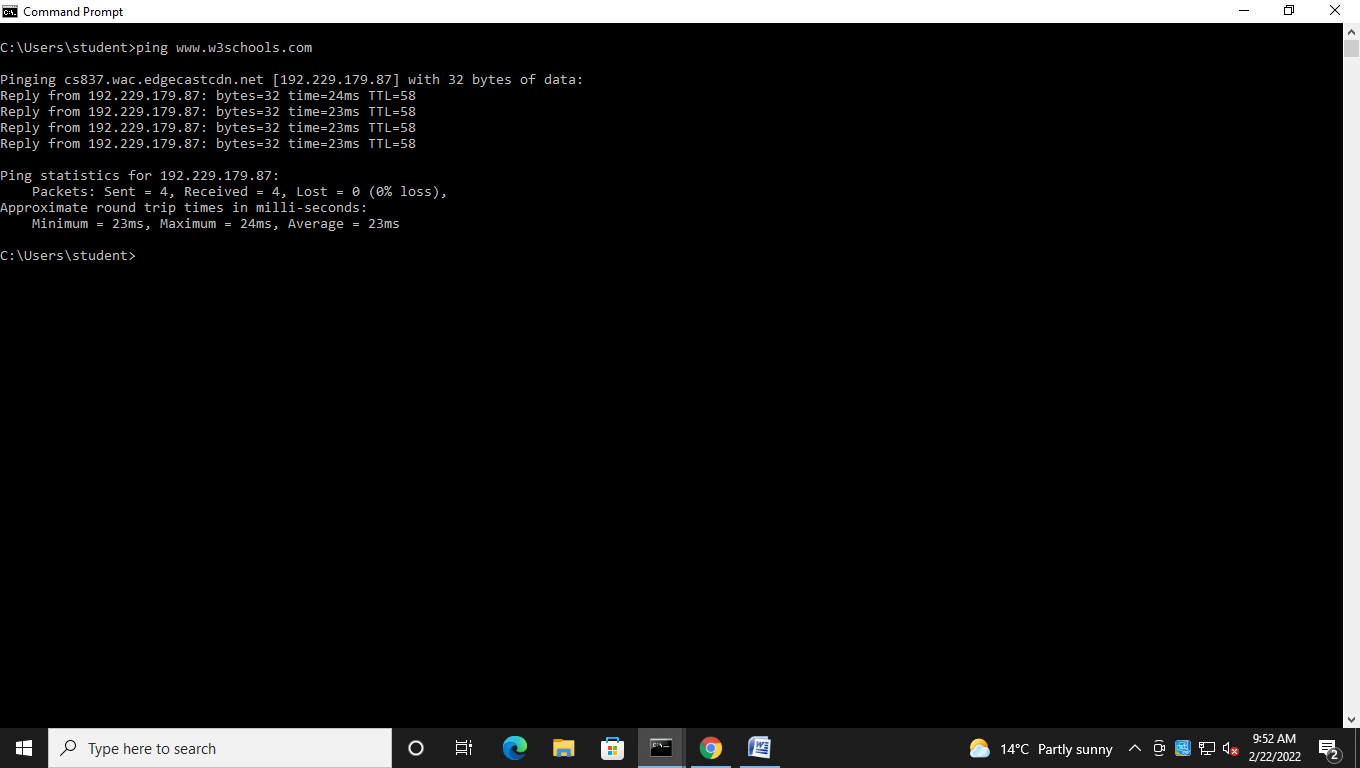 Command Prompt
C:\Users\student>ping www.w3schools.com
Pinging cs837.wac.edgecastcdn.net [192.229.179.87] with 32 bytes of data:
Reply from 192.229.179.87: bytes=32 time=24ms TTL=58
Reply from 192.229.179.87: bytes=32 time=23ms TTL=58
Reply from 192.229.179.87: bytes=32 time=23ms TTL=58
Reply from 192.229.179.87: bytes=32 time=23ms TTL=58
Ping statistics for 192.229.179.87:
    Packets: Sent = 4, Received = 4, Lost = 0 (0% loss),
Approximate round trip times in milli-seconds:
    Minimum = 23ms, Maximum = 24ms, Average = 23ms
C:\Users\student>
Type here to search
14°C Partly sunny
9:52 AM
2/22/2022
2